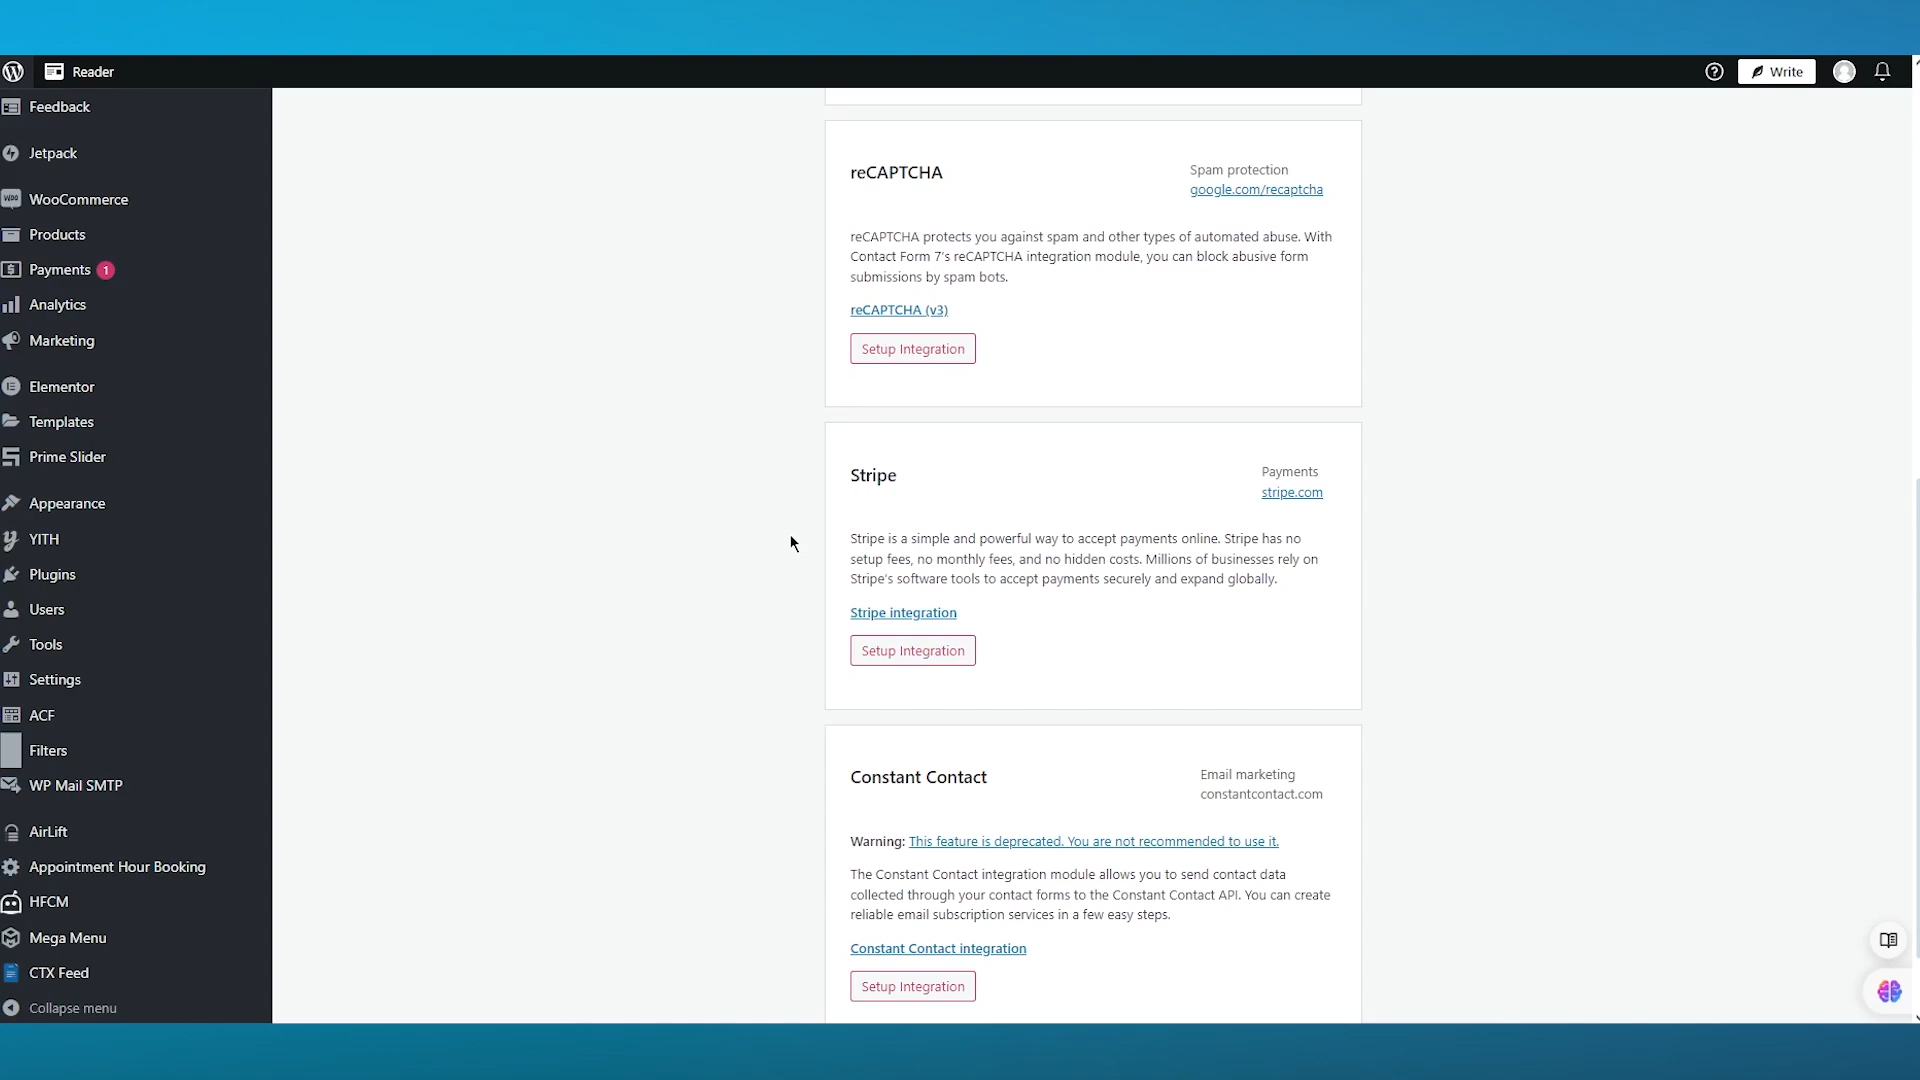 Reader
Write
Feedback
Jetpack
WooCommerce
Products
Payments 1
Analytics
Marketing
Elementor
Templates
Prime Slider
Appearance
YITH
Plugins
Users
Tools
Settings
ACF
Filters
WP Mail SMTP
AirLift
Appointment Hour Booking
HFCM
Mega Menu
CTX Feed
Collapse menu
reCAPTCHA
Spam protection
google.com/recaptcha
reCAPTCHA protects you against spam and other types of automated abuse. With
Contact Form 7’s reCAPTCHA integration module, you can block abusive form
submissions by spam bots.
reCAPTCHA (v3)
Setup Integration
Stripe
Payments
stripe.com
Stripe is a simple and powerful way to accept payments online. Stripe has no
setup fees, no monthly fees, and no hidden costs. Millions of businesses rely on
Stripe’s software tools to accept payments securely and expand globally.
Stripe integration
Setup Integration
Constant Contact
Email marketing
constantcontact.com
Warning: This feature is deprecated. You are not recommended to use it.
The Constant Contact integration module allows you to send contact data
collected through your contact forms to the Constant Contact API. You can create
reliable email subscription services in a few easy steps.
Constant Contact integration
Setup Integration